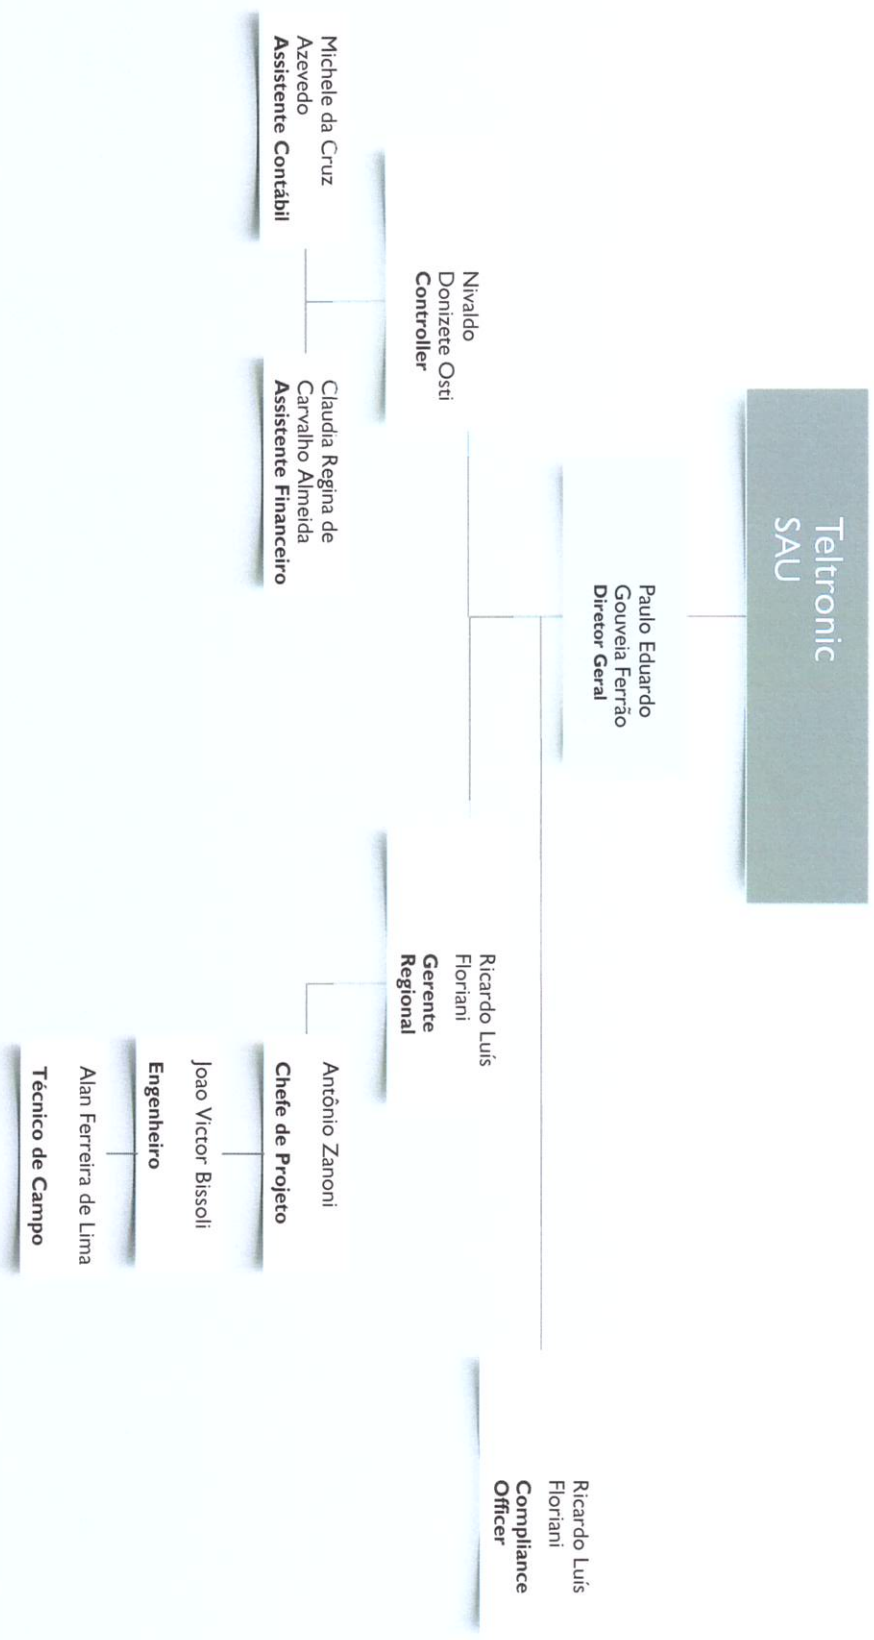 Teltronic
SAU
Paulo Eduardo
Gouveia Ferrão
Diretor Geral
Ricardo Luís
Floriani
Compliance
Officer
Nivaldo
Donizete Osti
Controller
Ricardo Luís
Floriani
Gerente
Regional
Michele da Cruz
Azevedo
Assistente Contábil
Claudia Regina de
Carvalho Almeida
Assistente Financeiro
Antônio Zanoni
Chefe de Projeto
Joao Victor Bissoli
Engenheiro
Alan Ferreira de Lima
Técnico de Campo